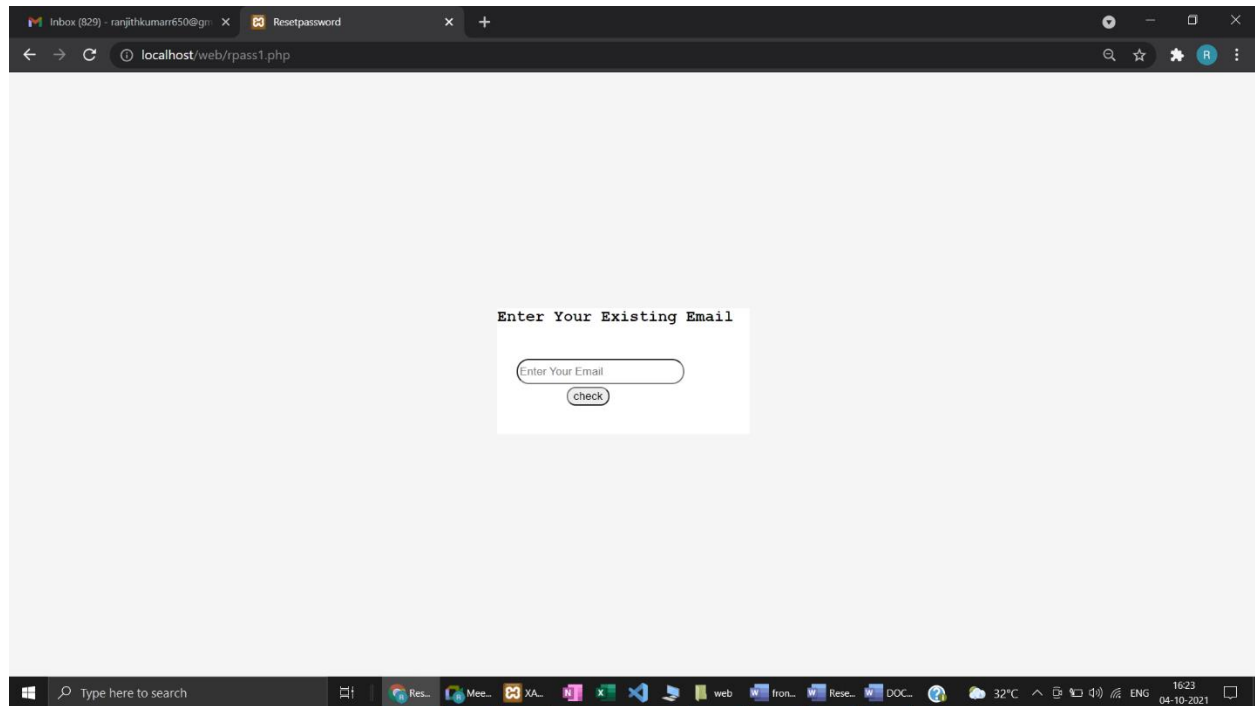 Inbox (829) - ranjithkumarr650@gm
Resetpassword
localhost/web/rpass1.php
R
Enter Your Existing Email
Enter Your Email
check
Type here to search
Res...
Mee...
XA...
web
fron...
Rese...
DOC...
32°C
ENG
16:23
04-10-2021